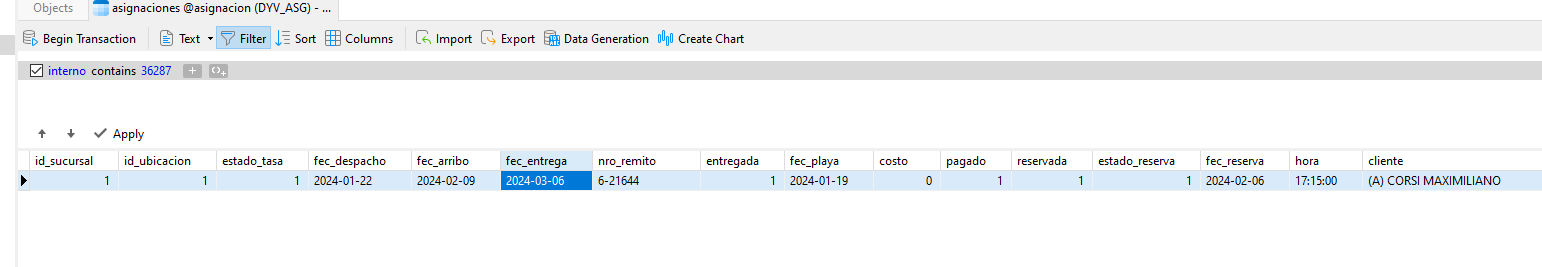 Objects asignaciones @asignacion (DYV_ASG) - ...
Begin Transaction Text Filter Sort Columns Import Export Data Generation Create Chart
interno contains 36287
Apply
id_sucursal id_ubicacion estado_tasa fec_despacho fec_arribo fec_entrega nro_remito entregada fec_playa costo pagado reservada estado_reserva fec_reserva hora cliente
1 1 1 2024-01-22 2024-02-09 2024-03-06 6-21644 1 2024-01-19 0 1 1 1 2024-02-06 17:15:00 (A) CORSI MAXIMILIANO